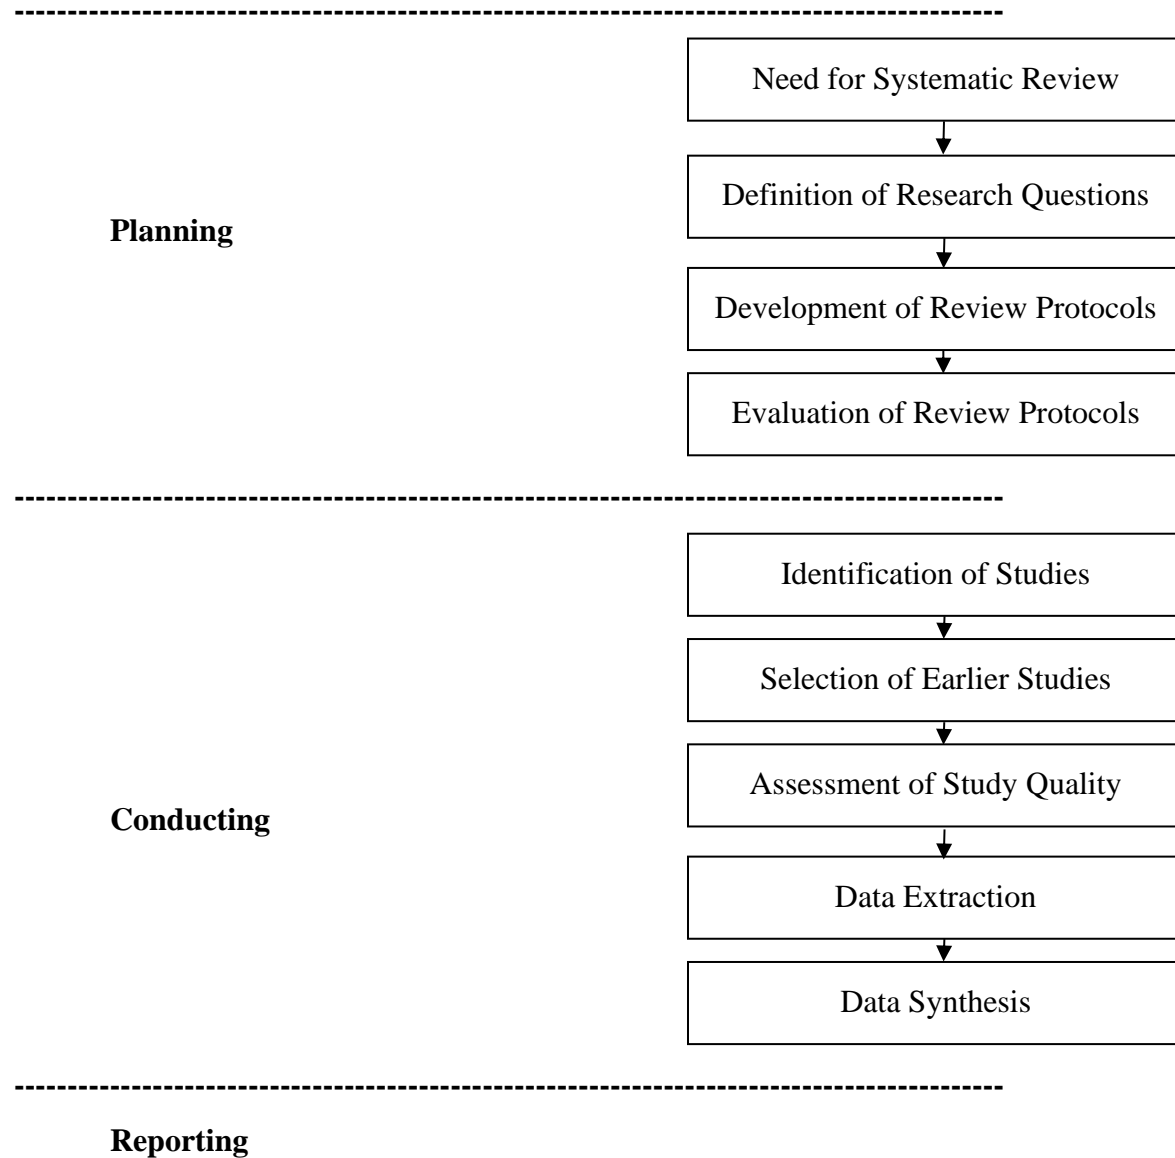 Need for Systematic Review
Definition of Research Questions
Planning
Development of Review Protocols
Evaluation of Review Protocols
Identification of Studies
Selection of Earlier Studies
Assessment of Study Quality
Conducting
Data Extraction
Data Synthesis
Reporting